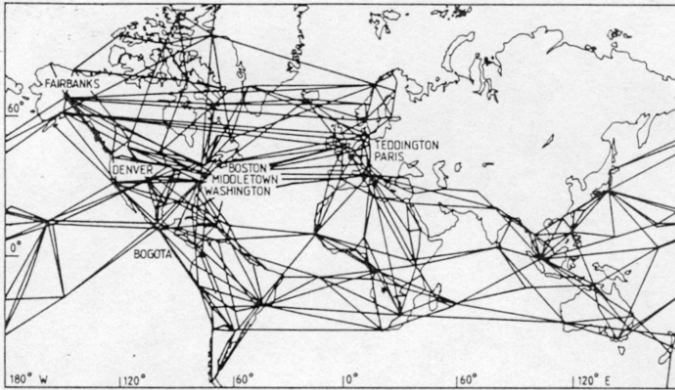 FAIRBANKS
60°
TEDDINGTON
PARIS
DENVER
BOSTON
MIDDLETOWN
WASHINGTON
BOGOTA
0°
180° W
120°
60°
0°
60°
120° E